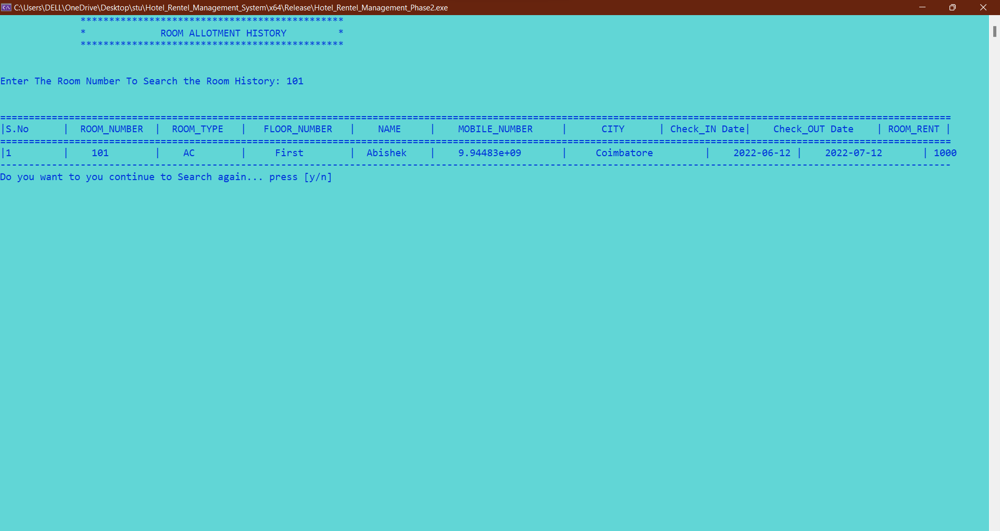 C:\Users\DELL\OneDrive\Desktop\stu\Hotel_Rentel_Management_System\x64\Release\Hotel_Rentel_Management_Phase2.exe
**********************************************
* ROOM ALLOTMENT HISTORY *
**********************************************
Enter The Room Number To Search the Room History: 101
======================================================================================================================================================================
|S.No | ROOM_NUMBER | ROOM_TYPE | FLOOR_NUMBER | NAME | MOBILE_NUMBER | CITY | Check_IN Date| Check_OUT Date | ROOM_RENT |
======================================================================================================================================================================
|1 | 101 | AC | First | Abishek | 9.94483e+09 | Coimbatore | 2022-06-12 | 2022-07-12 | 1000
----------------------------------------------------------------------------------------------------------------------------------------------------------------------
Do you want to you continue to Search again... press [y/n]